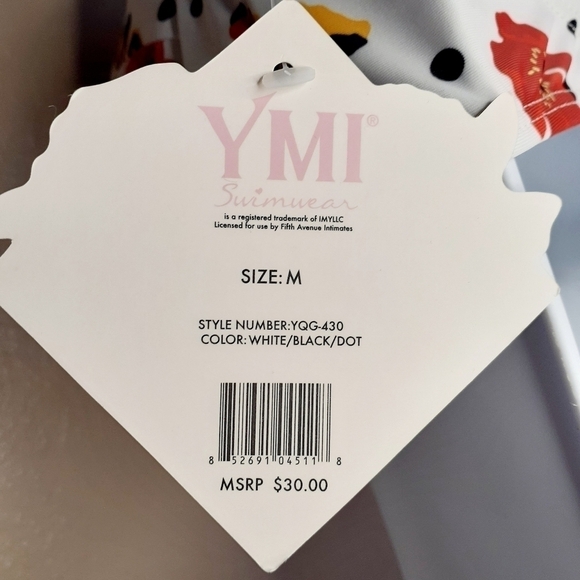 YMI®
Swimwear
is a registered trademark of IMYLLC
Licensed for use by Fifth Avenue Intimates
SIZE: M
STYLE NUMBER:YQG-430
COLOR: WHITE/BLACK/DOT
8 52691 04511 8
MSRP $30.00